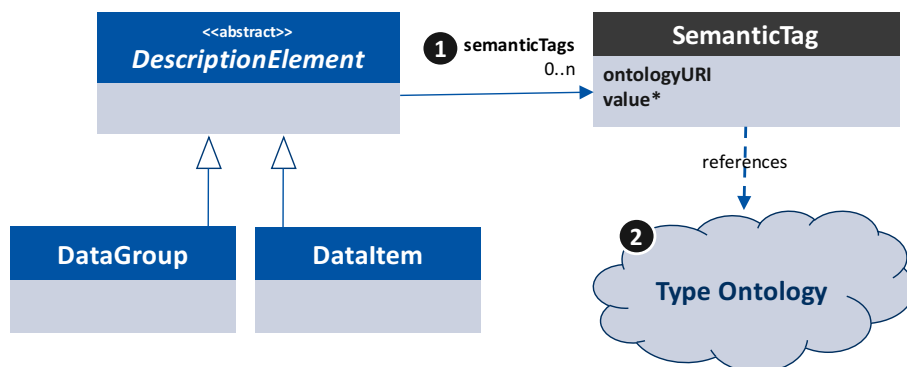 <<abstract>>
DescriptionElement
1
semanticTags
0..n
SemanticTag
ontologyURI
value*
references
DataGroup
DataItem
2
Type Ontology